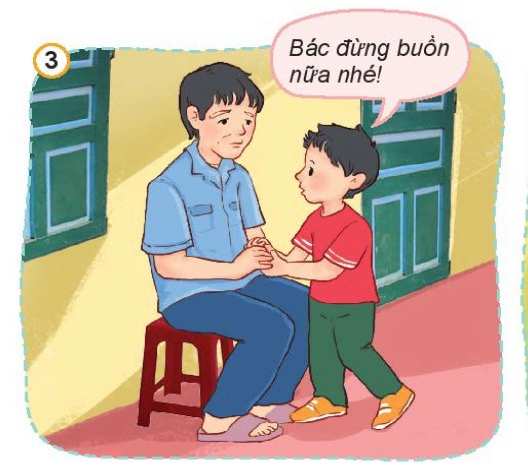 3
Bác đừng buồn
nữa nhé!